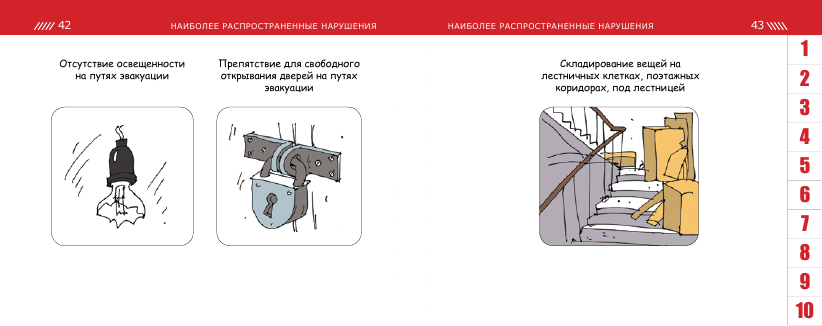 42
НАИБОЛЕЕ РАСПРОСТРАНЕННЫЕ НАРУШЕНИЯ
Отсутствие освещенности
на путях эвакуации
Препятствие для свободного
открывания дверей на путях
эвакуации
НАИБОЛЕЕ РАСПРОСТРАНЕННЫЕ НАРУШЕНИЯ
43
Складирование вещей на
лестничных клетках, поэтажных
коридорах, под лестницей
1
2
3
4
5
6
7
8
9
10